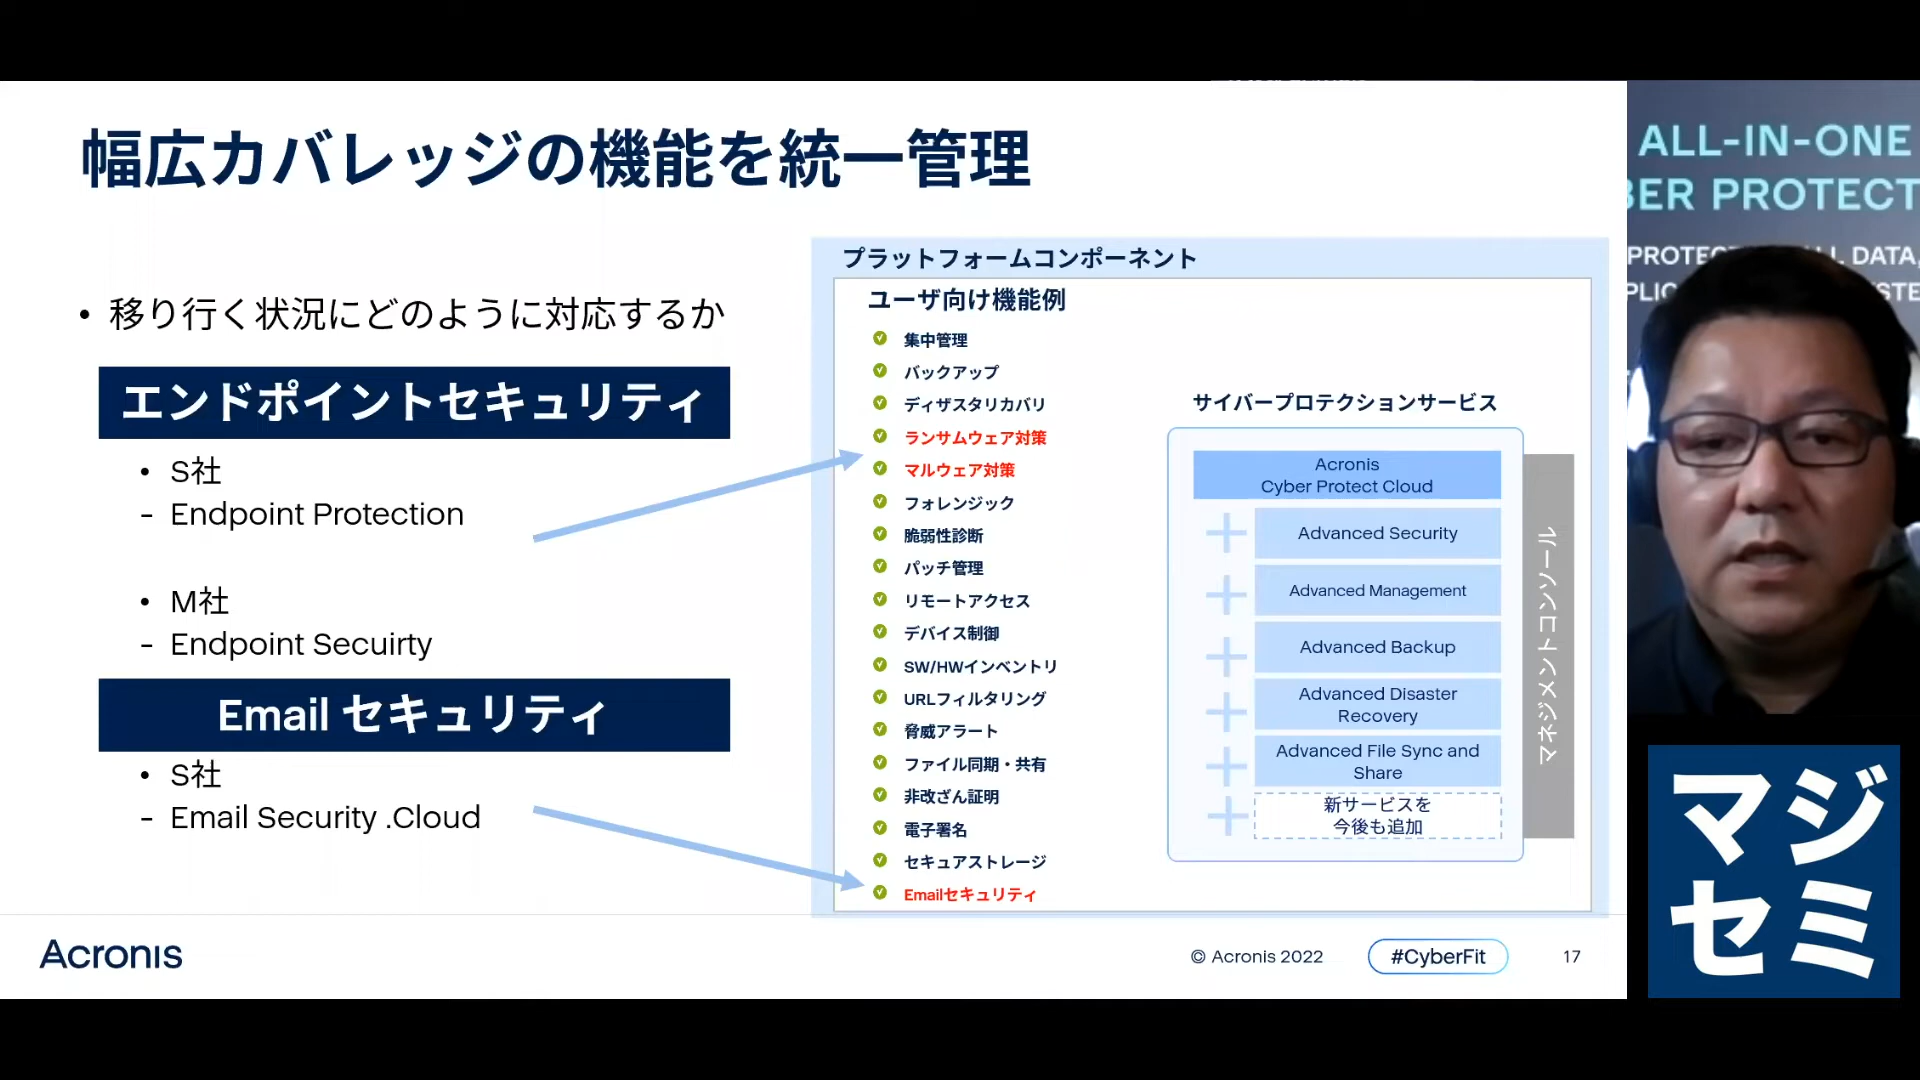 幅広カバレッジの機能を統一管理
• 移り行く状況にどのように対応するか
エンドポイントセキュリティ
• S社
- Endpoint Protection
• M社
- Endpoint Secuirty
Email セキュリティ
• S社
- Email Security .Cloud
プラットフォームコンポーネント
ユーザ向け機能例
集中管理
バックアップ
ディザスタリカバリ
ランサムウェア対策
マルウェア対策
フォレンジック
脆弱性診断
パッチ管理
リモートアクセス
デバイス制御
SW/HWインベントリ
URLフィルタリング
脅威アラート
ファイル同期・共有
非改ざん証明
電子署名
セキュアストレージ
Emailセキュリティ
サイバープロテクションサービス
Acronis
Cyber Protect Cloud
Advanced Security
Advanced Management
Advanced Backup
Advanced Disaster
Recovery
Advanced File Sync and
Share
新サービスを
今後も追加
マネジメントコンソール
Acronis
© Acronis 2022
#CyberFit
17
ALL-IN-ONE
BER PROTECT
DATA,
マジ
セミ